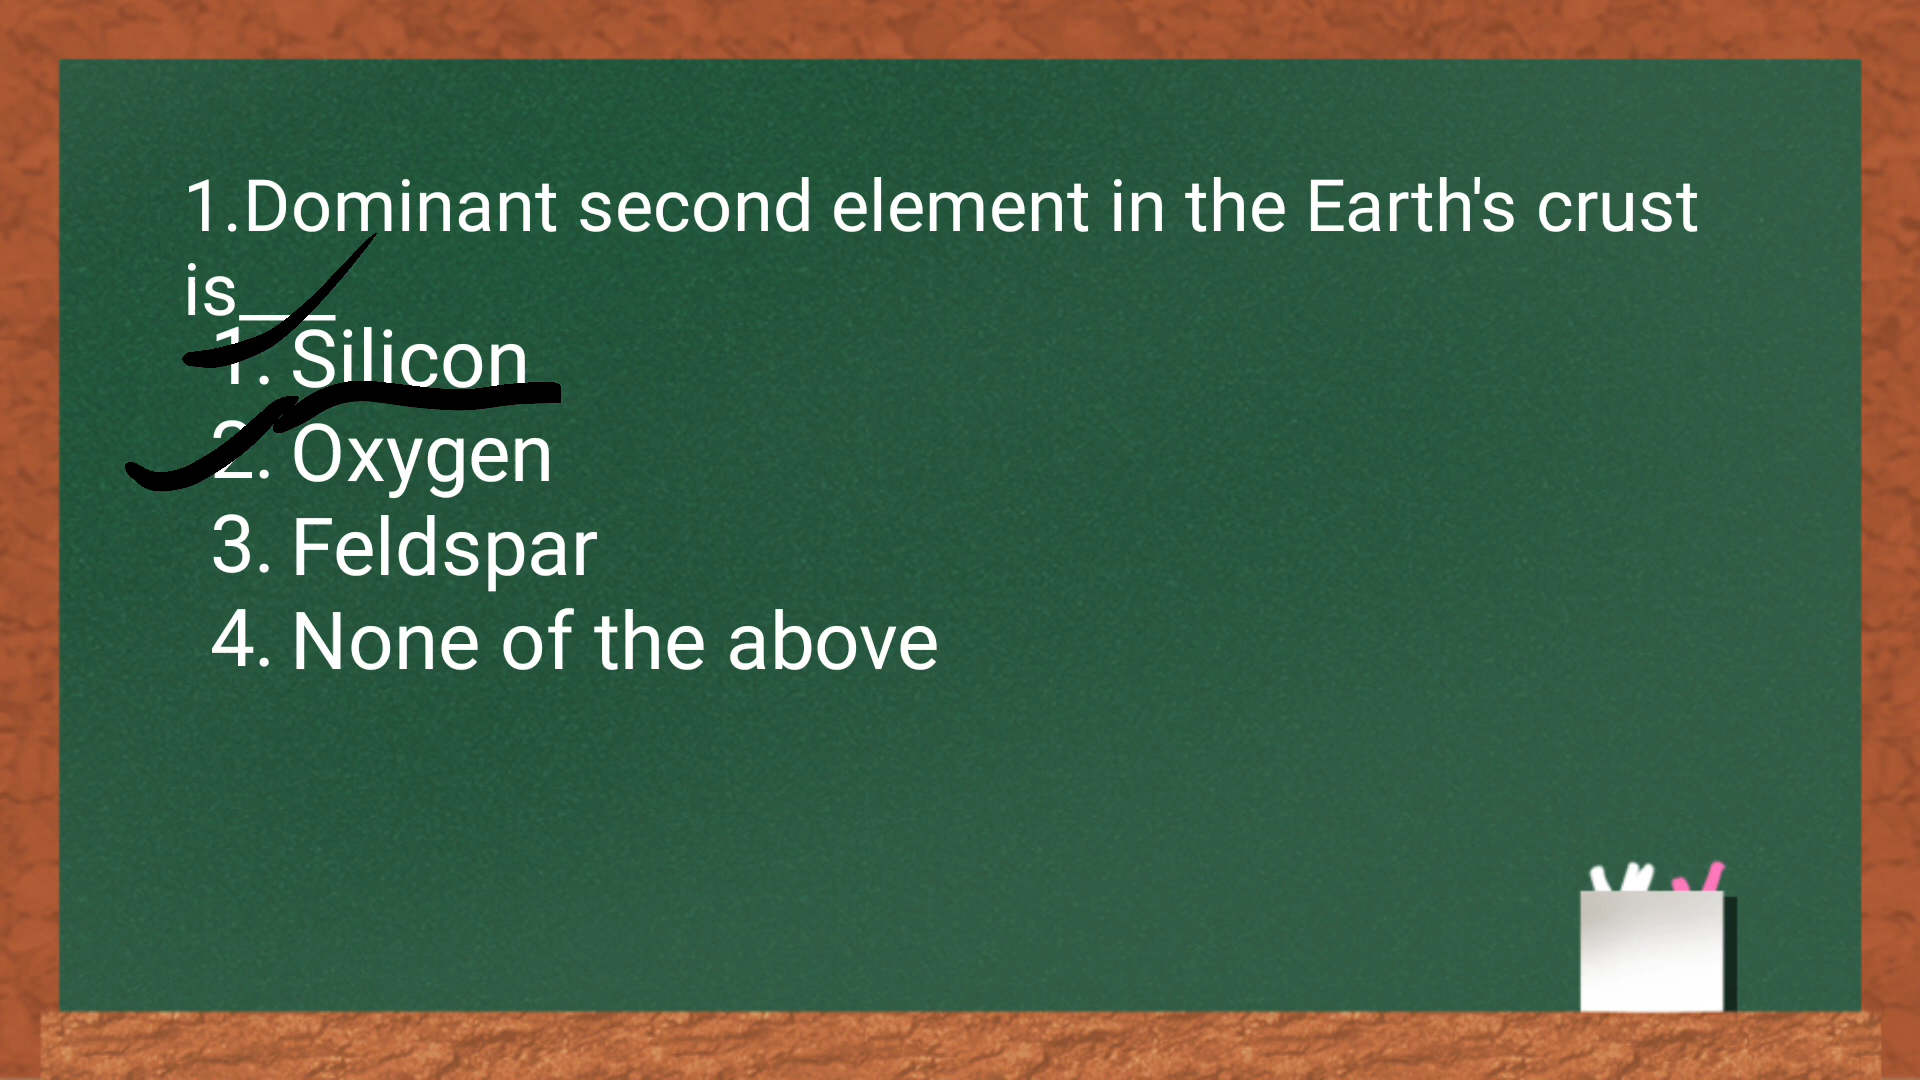 1.Dominant second element in the Earth's crust
is___
1. Silicon
2. Oxygen
3. Feldspar
4. None of the above